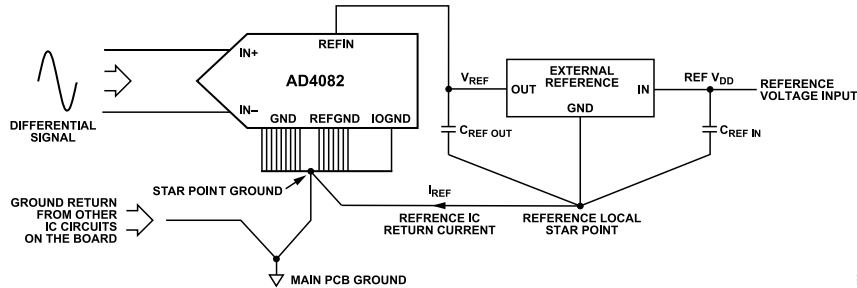 REFIN
IN+
AD4082
IN–
GND
REFGND
IOGND
DIFFERENTIAL
SIGNAL
VREF
EXTERNAL
REFERENCE
OUT
IN
GND
REF VDD
REFERENCE
VOLTAGE INPUT
CREF OUT
CREF IN
STAR POINT GROUND
IREF
REFRENCE IC
RETURN CURRENT
REFERENCE LOCAL
STAR POINT
GROUND RETURN
FROM OTHER
IC CIRCUITS
ON THE BOARD
MAIN PCB GROUND